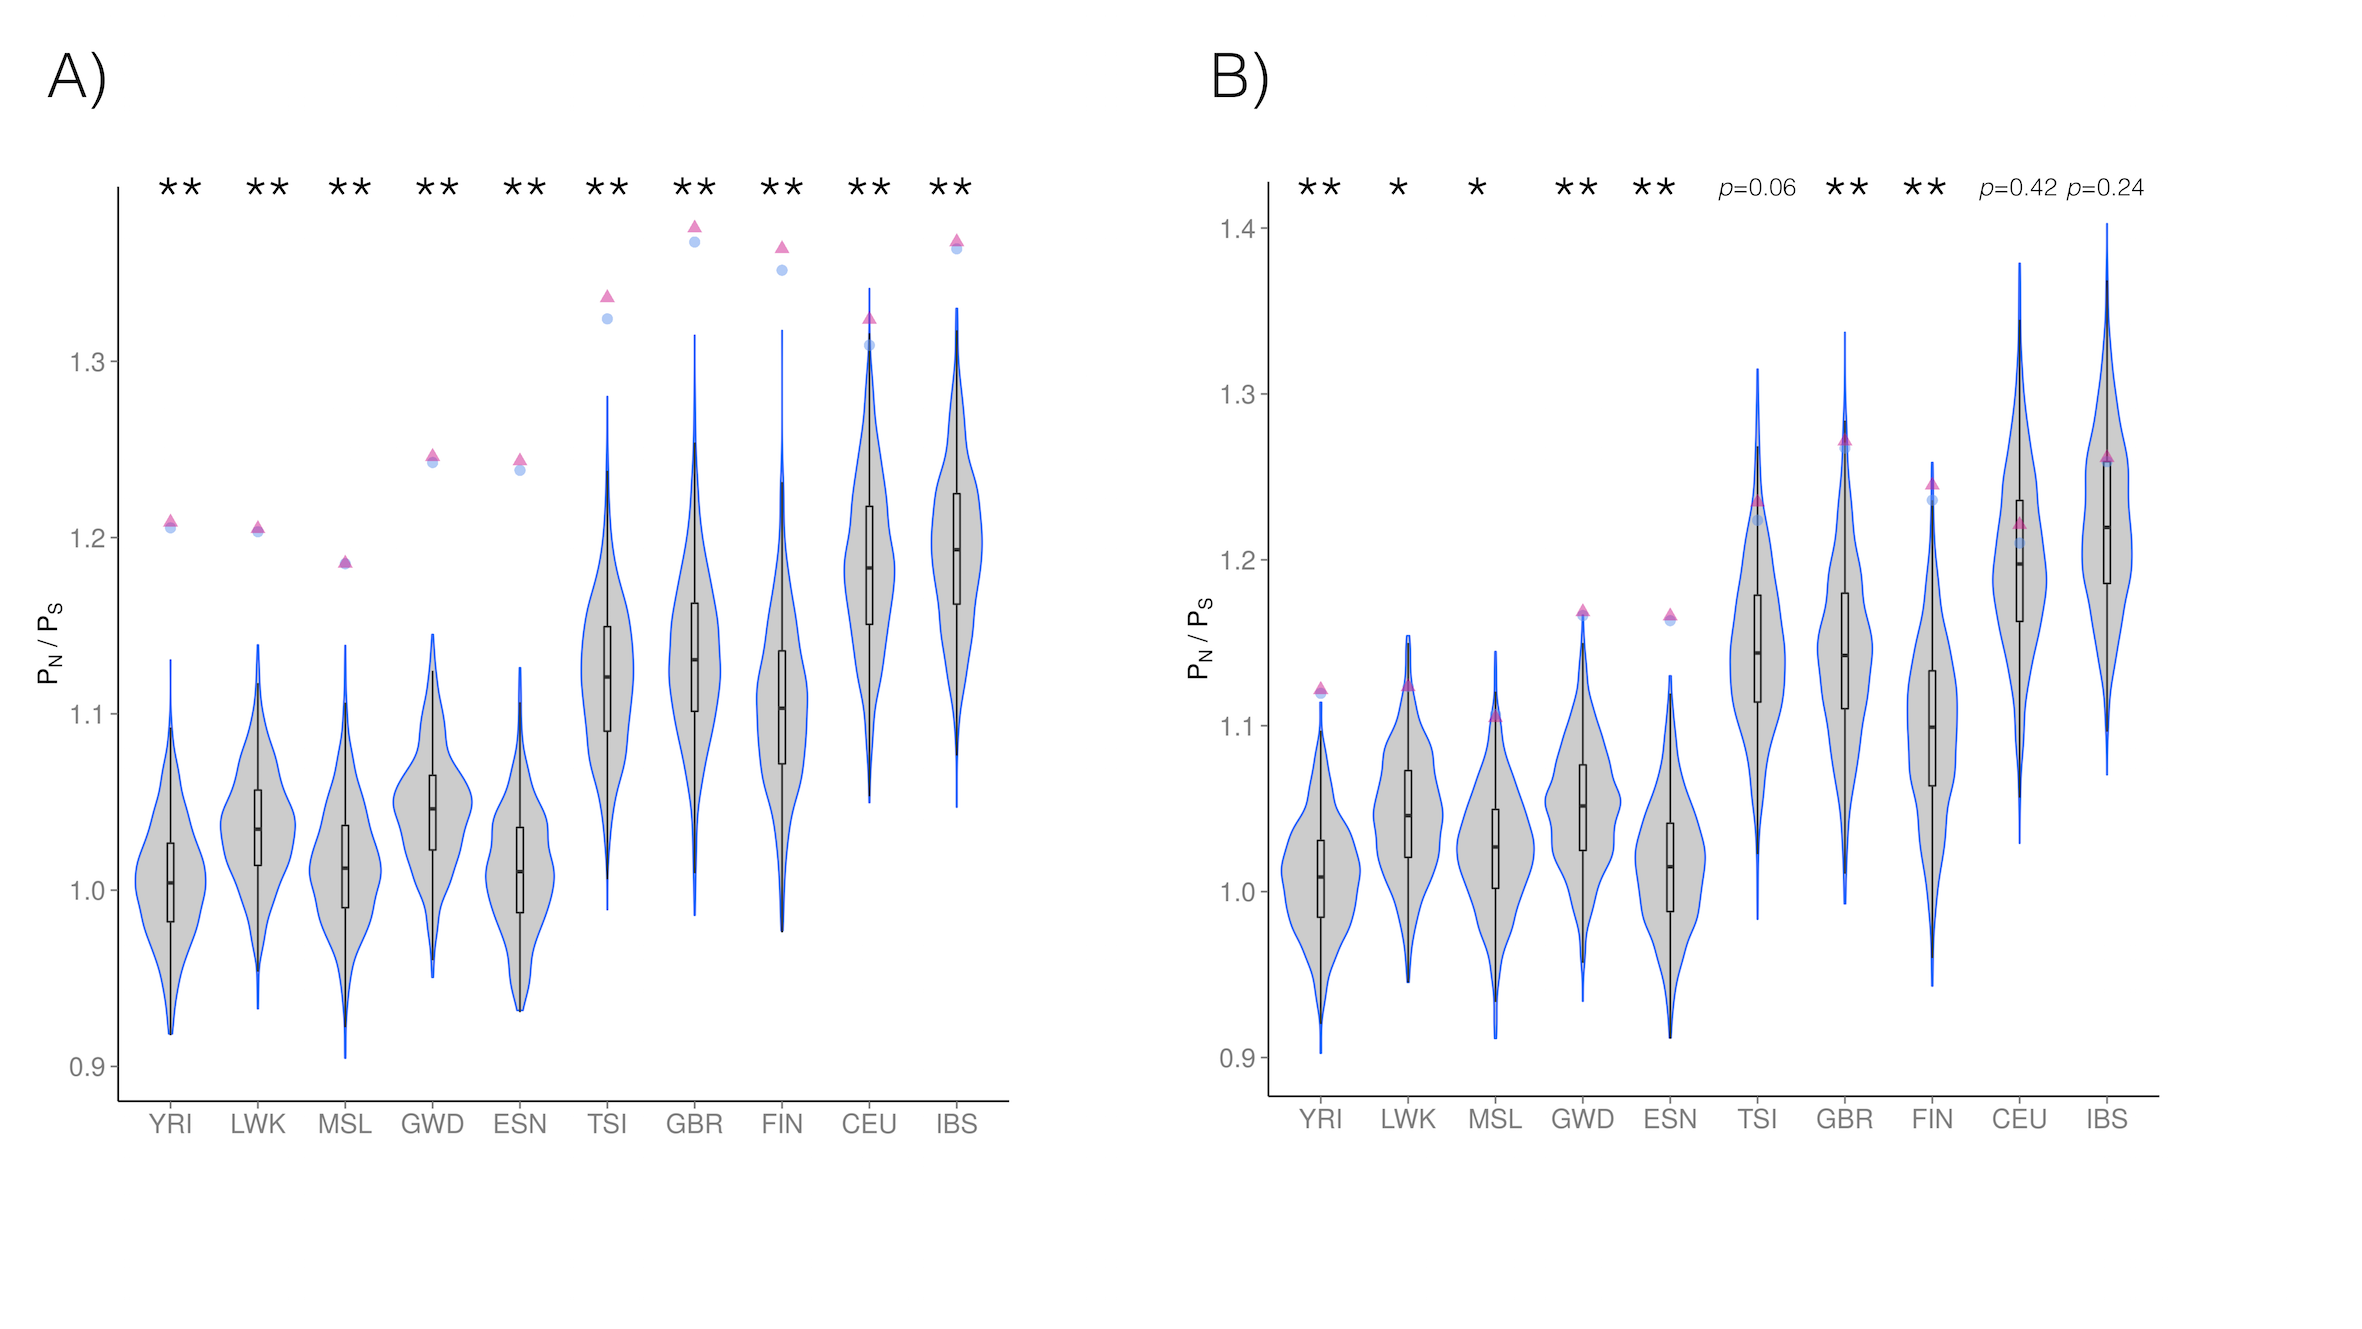 A)
** ** ** ** ** ** ** ** ** **
1.3
1.2
1.1
1.0
0.9
PN / PS
YRI LWK MSL GWD ESN TSI GBR FIN CEU IBS
B)
** * * ** ** p=0.06 ** ** p=0.42 p=0.24
1.4
1.3
1.2
1.1
1.0
0.9
PN / PS
YRI LWK MSL GWD ESN TSI GBR FIN CEU IBS